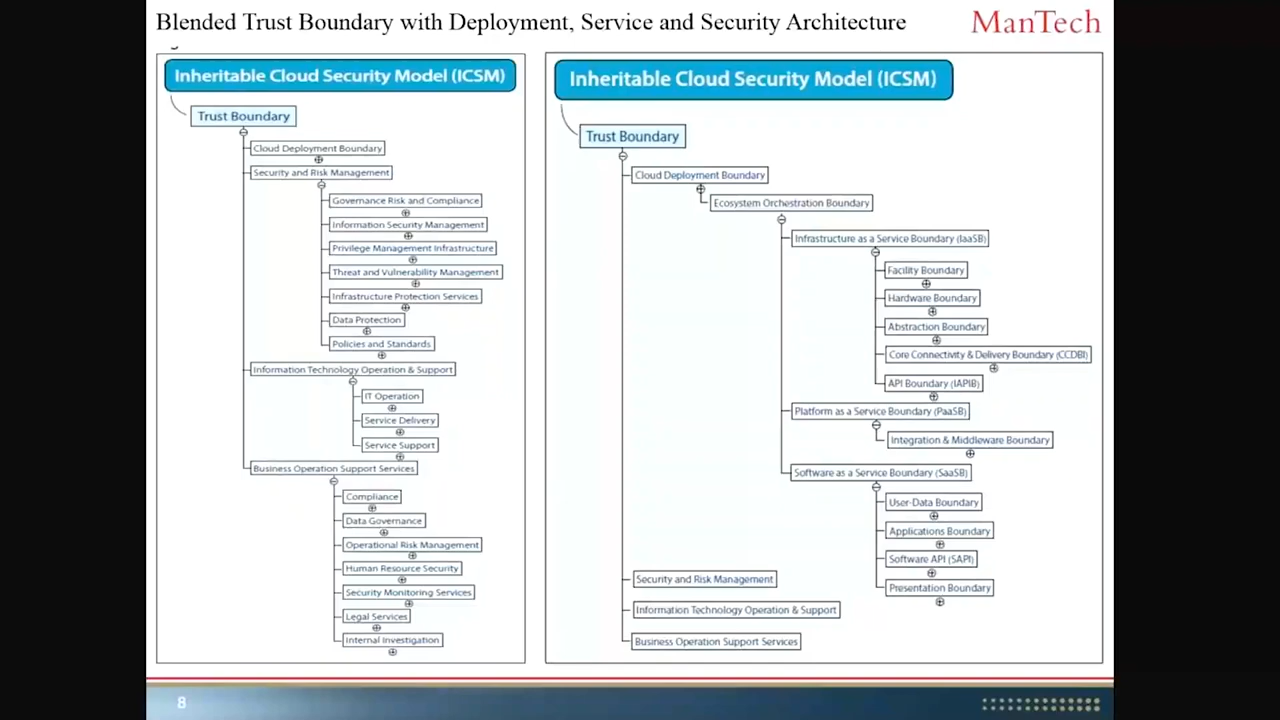 Blended Trust Boundary with Deployment, Service and Security Architecture
ManTech
Inheritable Cloud Security Model (ICSM)
Trust Boundary
Cloud Deployment Boundary
Security and Risk Management
Governance Risk and Compliance
Information Security Management
Privilege Management Infrastructure
Threat and Vulnerability Management
Infrastructure Protection Services
Data Protection
Policies and Standards
Information Technology Operation & Support
IT Operation
Service Delivery
Service Support
Business Operation Support Services
Compliance
Data Governance
Operational Risk Management
Human Resource Security
Security Monitoring Services
Legal Services
Internal Investigation
Inheritable Cloud Security Model (ICSM)
Trust Boundary
Cloud Deployment Boundary
Ecosystem Orchestration Boundary
Infrastructure as a Service Boundary (IaaSB)
Facility Boundary
Hardware Boundary
Abstraction Boundary
Core Connectivity & Delivery Boundary (CCDBI)
API Boundary (IAPIB)
Platform as a Service Boundary (PaaSB)
Integration & Middleware Boundary
Software as a Service Boundary (SaaSB)
User-Data Boundary
Applications Boundary
Software API (SAPI)
Presentation Boundary
Security and Risk Management
Information Technology Operation & Support
Business Operation Support Services
8